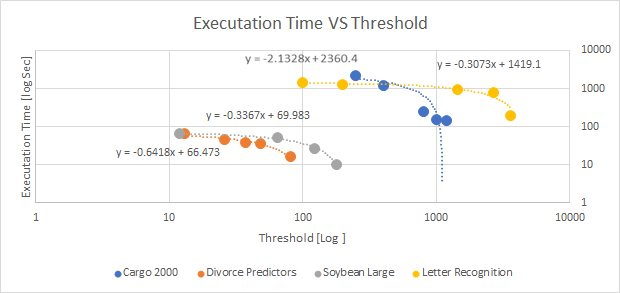 Executation Time VS Threshold
y = -2.1328x + 2360.4
y = -0.3073x + 1419.1
y = -0.3367x + 69.983
y = -0.6418x + 66.473
Executation Time [log Sec]
10000
1000
100
10
1
1 10 100 1000 10000
Threshold [Log ]
Cargo 2000 Divorce Predictors Soybean Large Letter Recognition